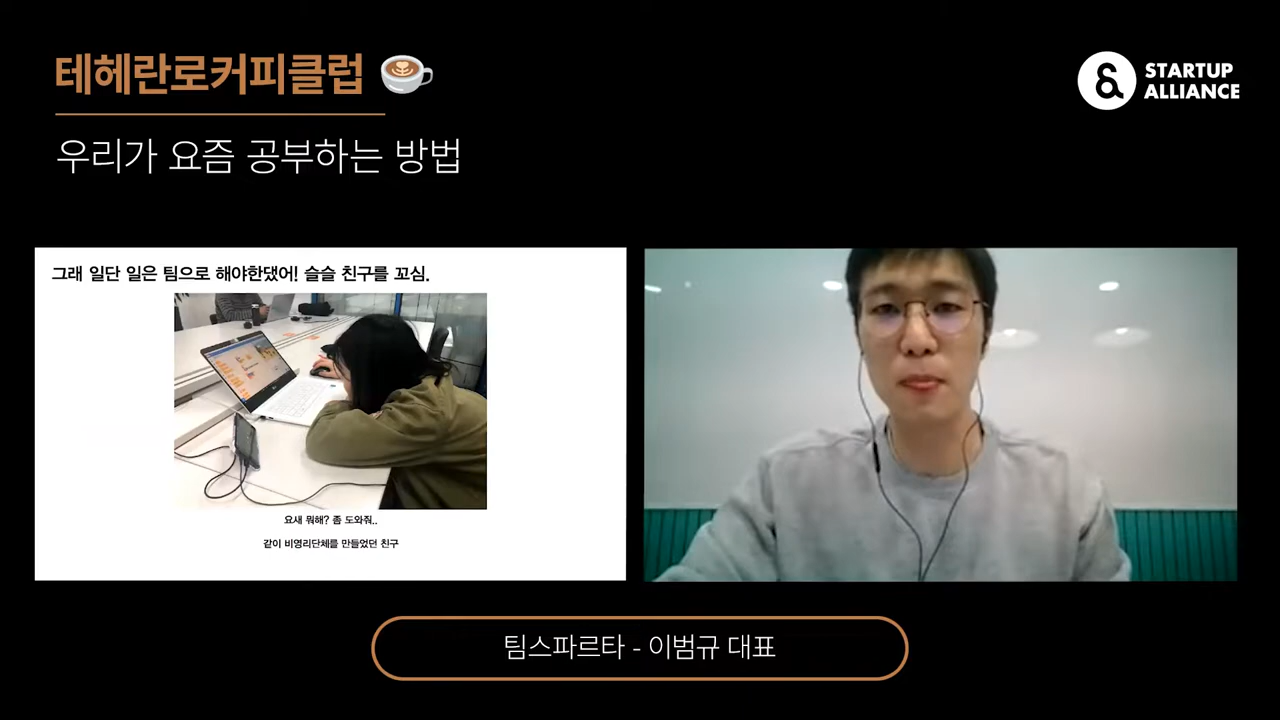 테헤란로커피클럽
STARTUP
ALLIANCE
우리가 요즘 공부하는 방법
그래 일단 일은 팀으로 해야한댔어! 슬슬 친구를 꼬심.
요새 뭐해? 좀 도와줘..
같이 비영리단체를 만들었던 친구
팀스파르타 - 이범규 대표